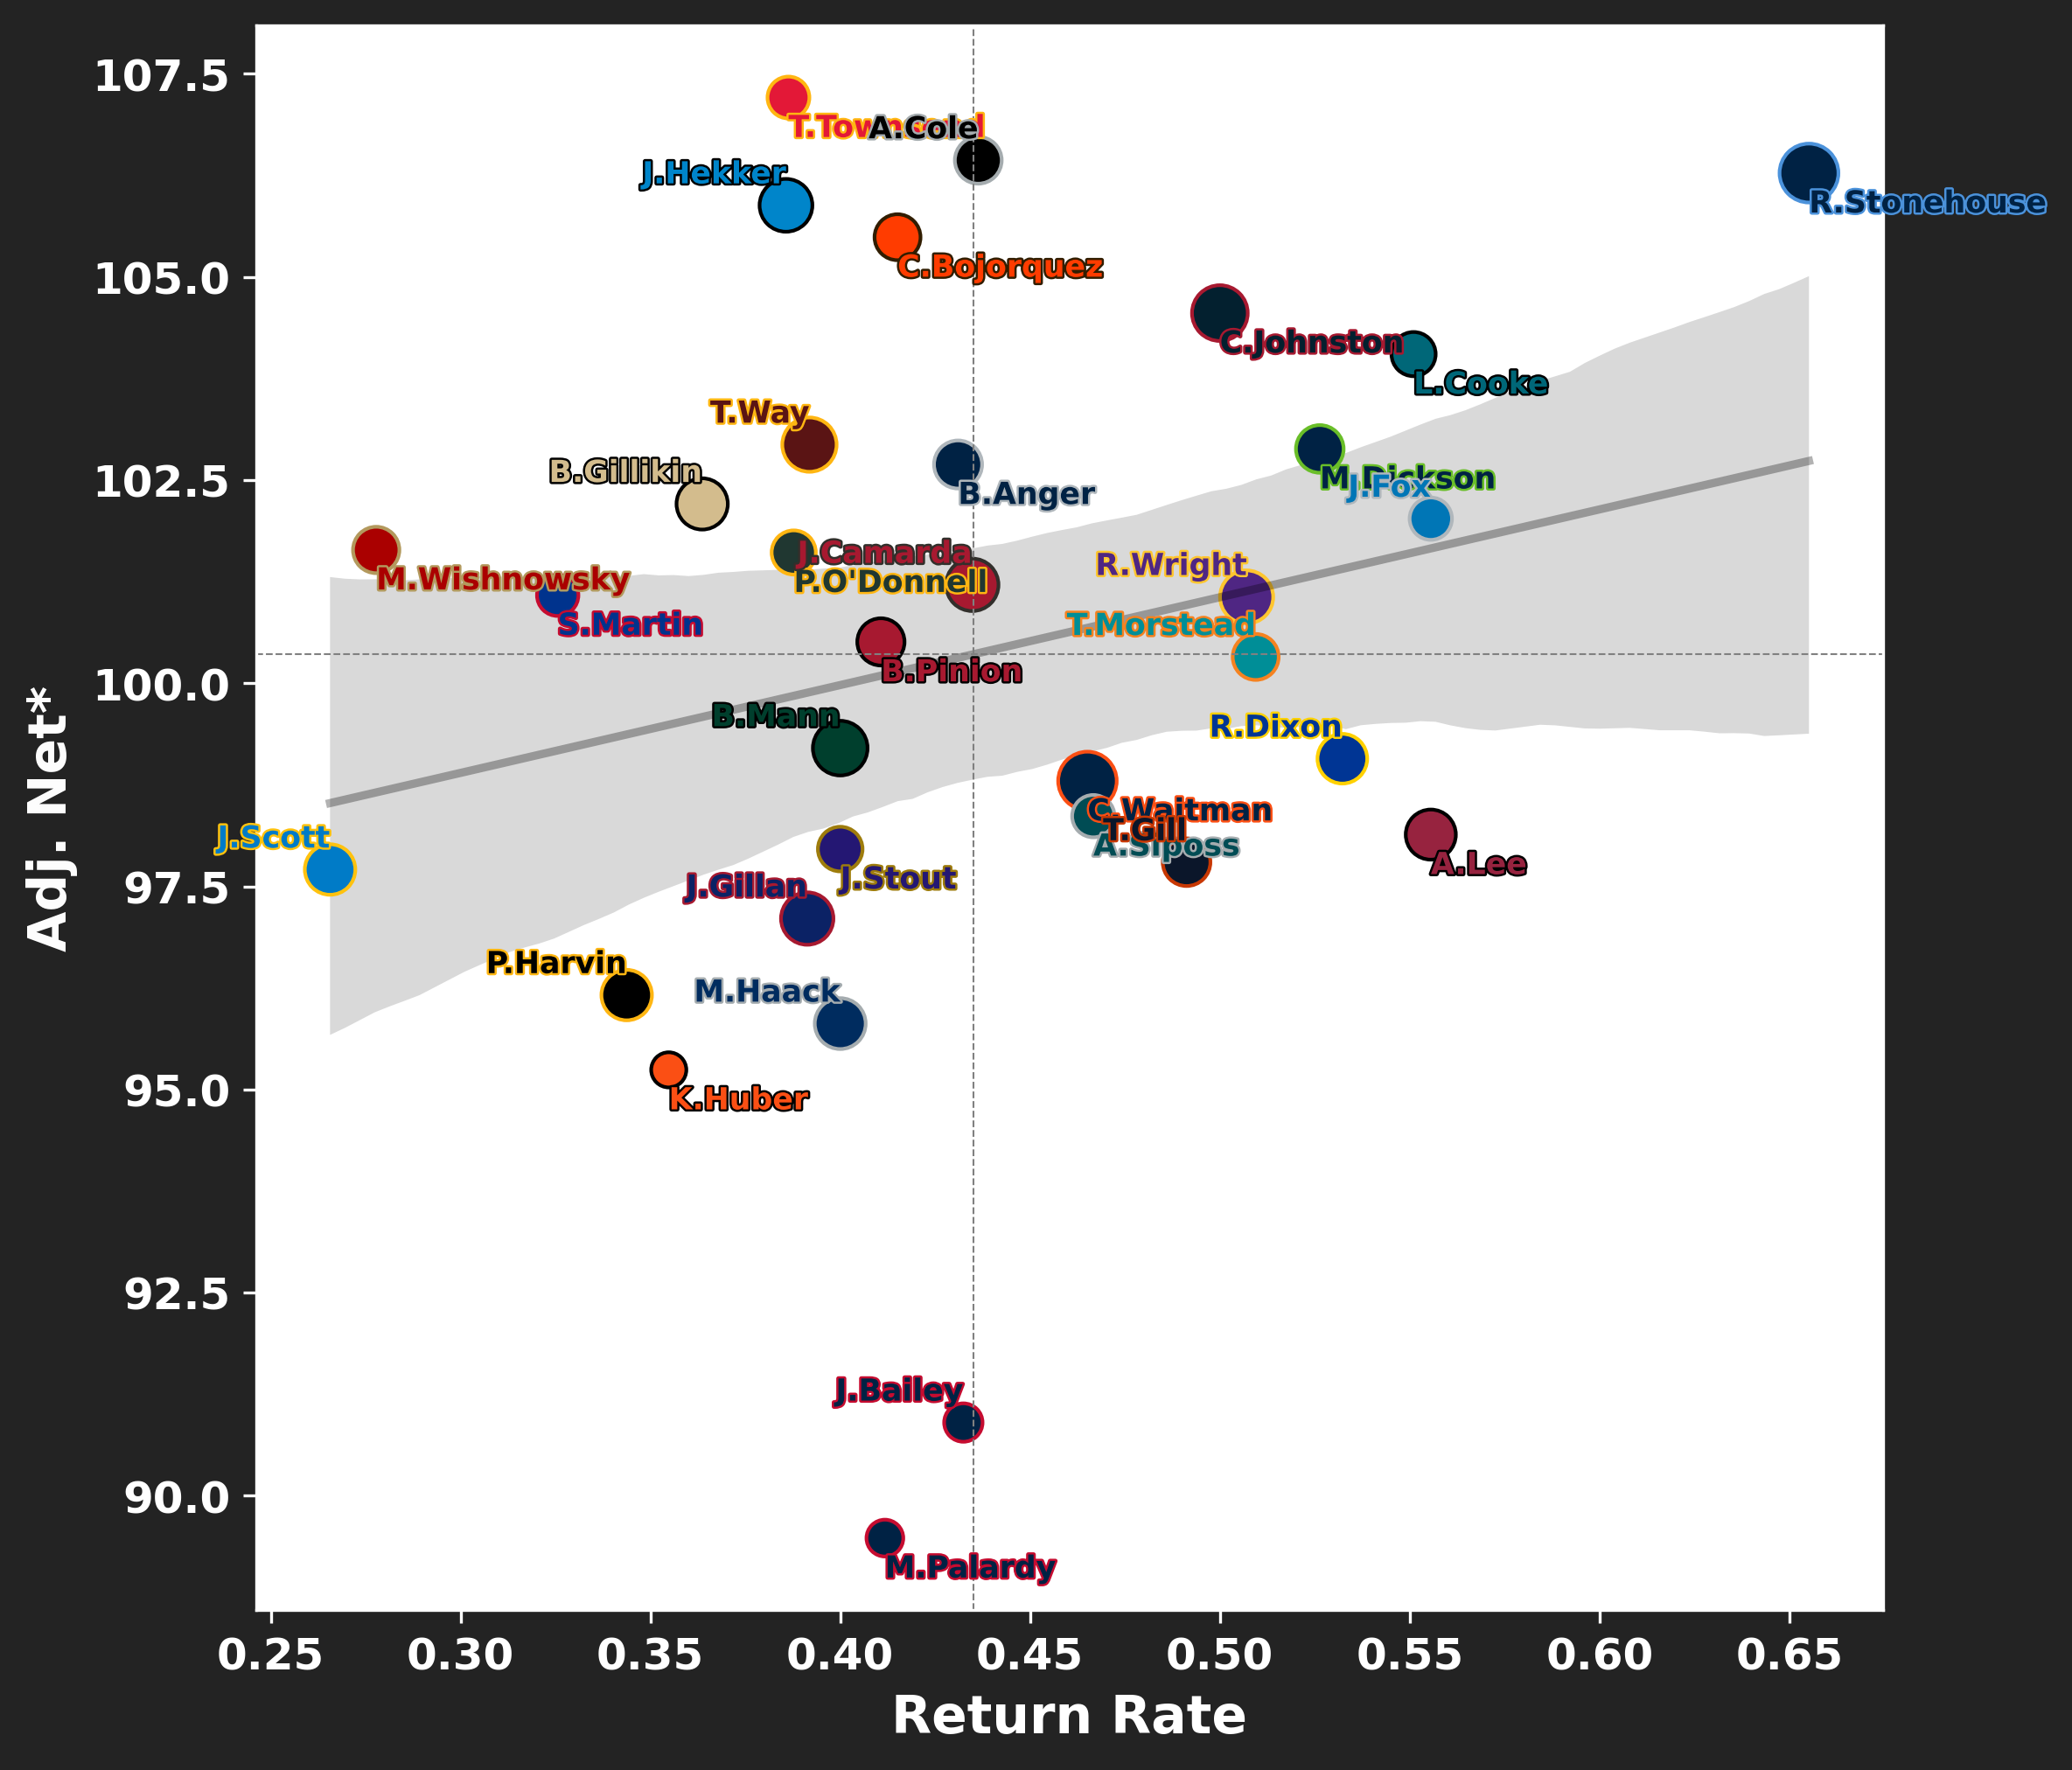 107.5
105.0
102.5
100.0
97.5
95.0
92.5
90.0
Adj. Net*
T.Townsend
A.Cole
J.Hekker
R.Stonehouse
C.Bojorquez
C.Johnston
L.Cooke
T.Way
B.Gillikin
M.Dickson
J.Fox
B.Anger
J.Camarda
R.Wright
M.Wishnowsky
P.O'Donnell
S.Martin
T.Morstead
B.Pinion
B.Mann
R.Dixon
C.Waitman
T.Gill
J.Scott
A.Siposs
A.Lee
J.Stout
J.Gillan
P.Harvin
M.Haack
K.Huber
J.Bailey
M.Palardy
0.25 0.30 0.35 0.40 0.45 0.50 0.55 0.60 0.65
Return Rate